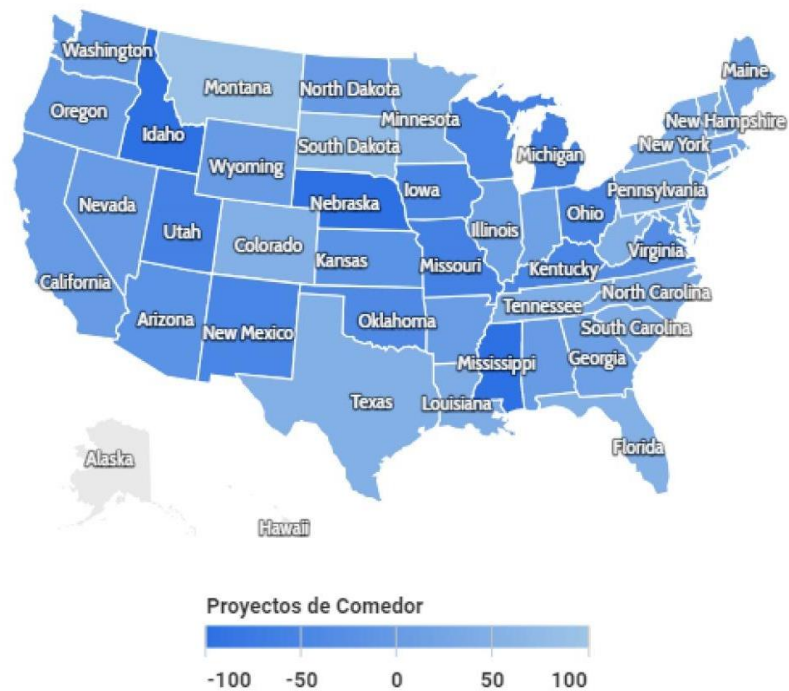 Washington
Montana
North Dakota
Maine
Oregon
Minnesota
New Hampshire
Idaho
South Dakota
New York
Wyoming
Michigan
Nevada
Nebraska
Iowa
Pennsylvania
Utah
Colorado
Illinois
Ohio
California
Kansas
Missouri
Kentucky
Virginia
Arizona
New Mexico
Oklahoma
Tennessee
North Carolina
South Carolina
Mississippi
Georgia
Texas
Louisiana
Florida
Alaska
Hawaii
Proyectos de Comedor
-100 -50 0 50 100